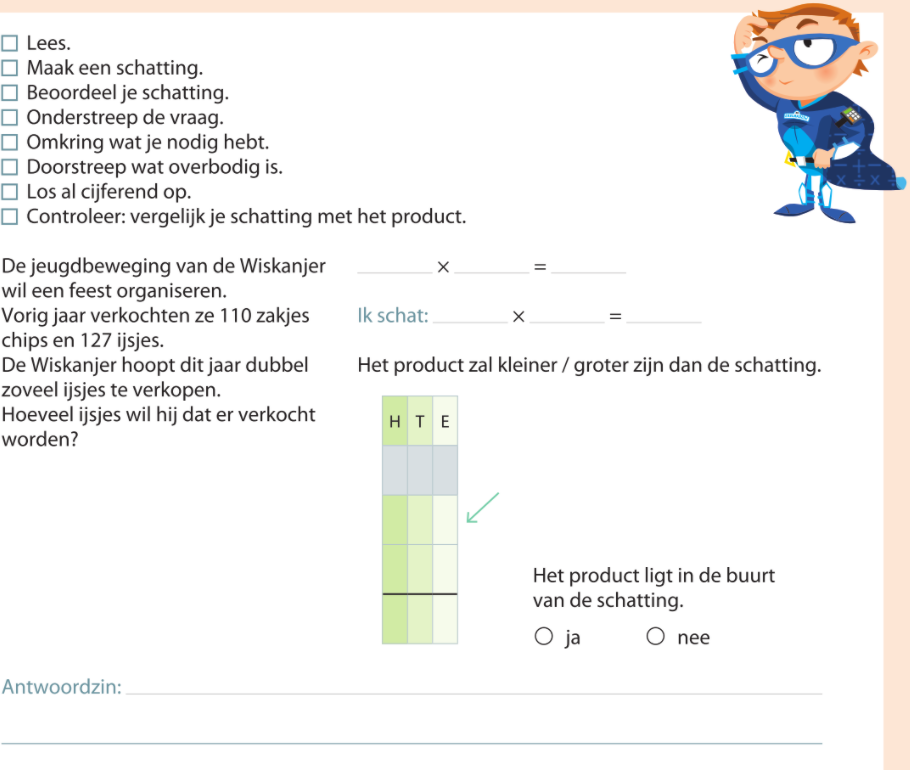 Lees.
Maak een schatting.
Beoordeel je schatting.
Onderstreep de vraag.
Omkring wat je nodig hebt.
Doorstreep wat overbodig is.
Los al cijferend op.
Controleer: vergelijk je schatting met het product.
De jeugdbeweging van de Wiskanjer
wil een feest organiseren.
Vorig jaar verkochten ze 110 zakjes
chips en 127 ijsjes.
De Wiskanjer hoopt dit jaar dubbel
zoveel ijsjes te verkopen.
Hoeveel ijsjes wil hij dat er verkocht
worden?
× =
Ik schat: × =
Het product zal kleiner / groter zijn dan de schatting.
H T E
Het product ligt in de buurt
van de schatting.
ja nee
Antwoordzin: